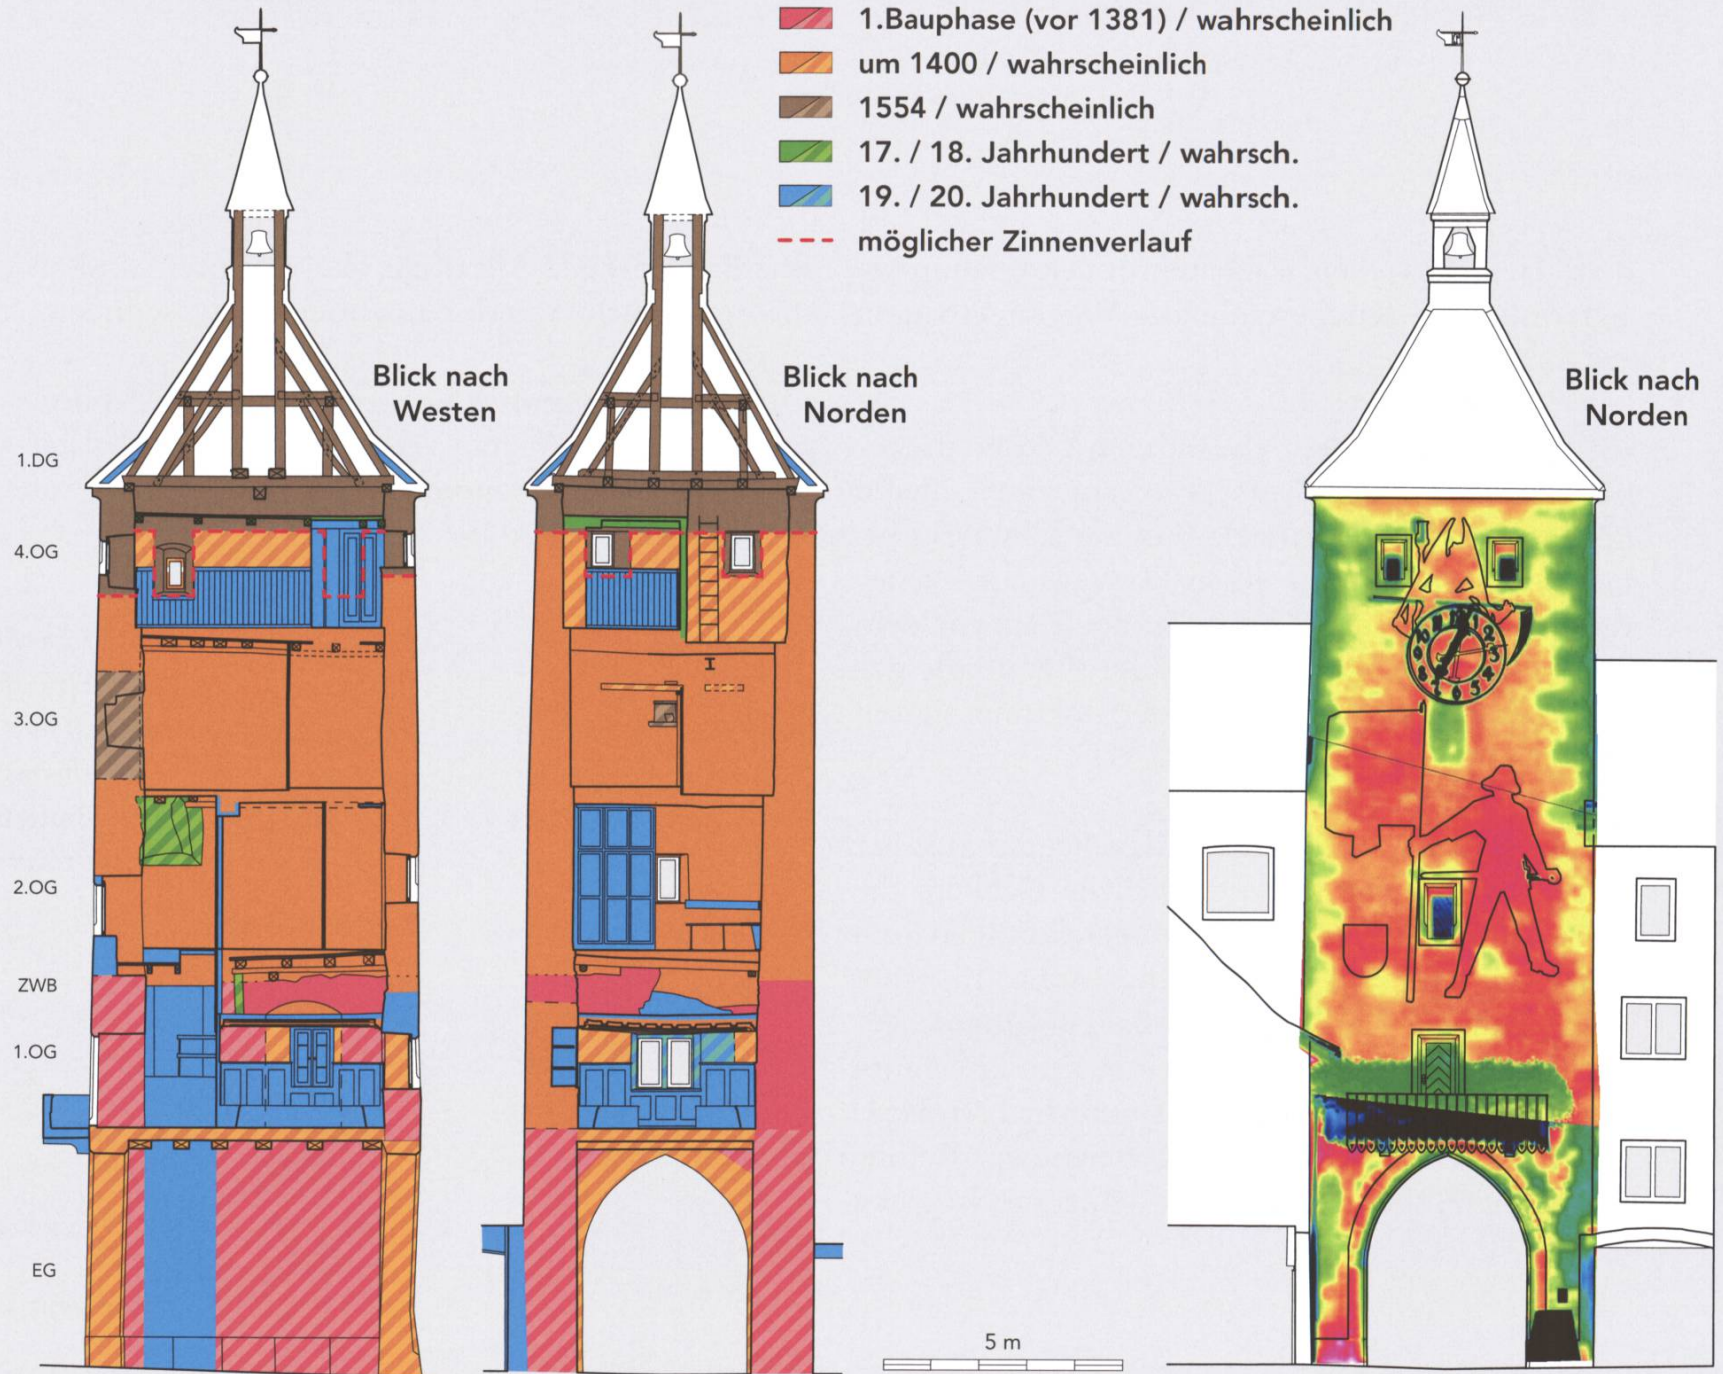 1.Bauphase (vor 1381) / wahrscheinlich
um 1400 / wahrscheinlich
1554 / wahrscheinlich
17. / 18. Jahrhundert / wahrsch.
19. / 20. Jahrhundert / wahrsch.
möglicher Zinnenverlauf
Blick nach
Westen
Blick nach
Norden
Blick nach
Norden
1.DG
4.OG
3.OG
2.OG
ZWB
1.OG
EG
5 m